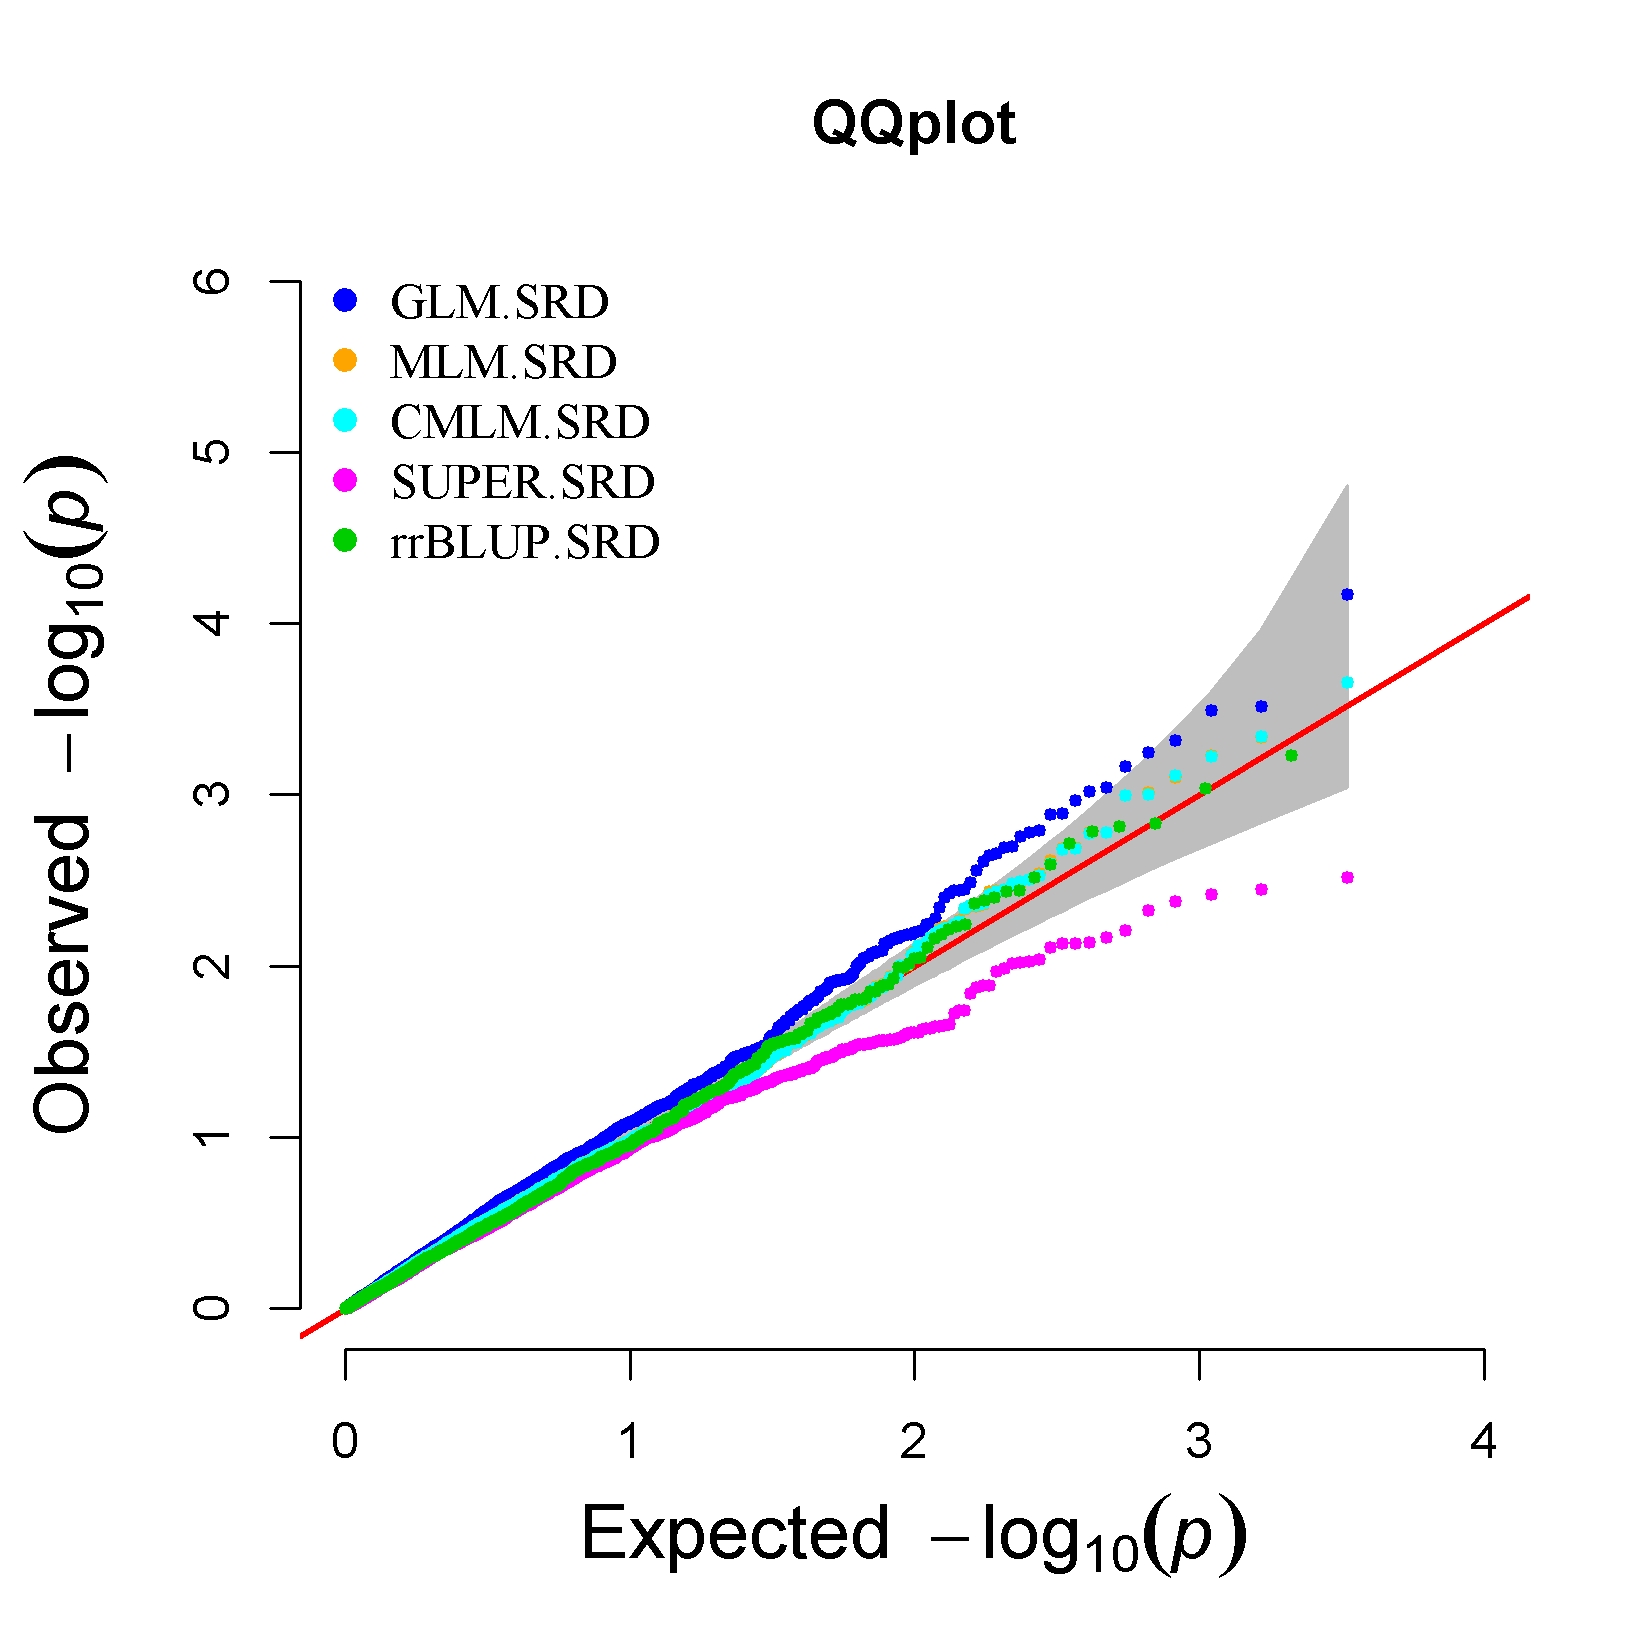 QQplot
GLM.SRD
MLM.SRD
CMLM.SRD
SUPER.SRD
rrBLUP.SRD
6
5
4
3
2
1
0
Observed −log₁₀(p)
0 1 2 3 4
Expected −log₁₀(p)